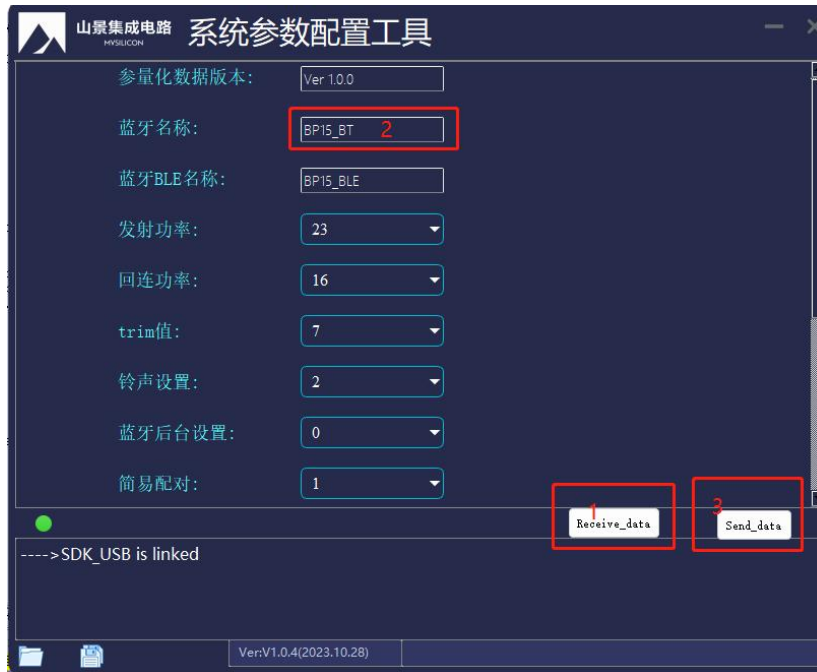 山景集成电路
MVSILICON
系统参数配置工具
参量化数据版本: Ver 1.0.0
蓝牙名称: BP15_BT 2
蓝牙BLE名称: BP15_BLE
发射功率: 23
回连功率: 16
trim值: 7
铃声设置: 2
蓝牙后台设置: 0
简易配对: 1
1 3
Receive_data Send_data
---->SDK_USB is linked
Ver:V1.0.4(2023.10.28)